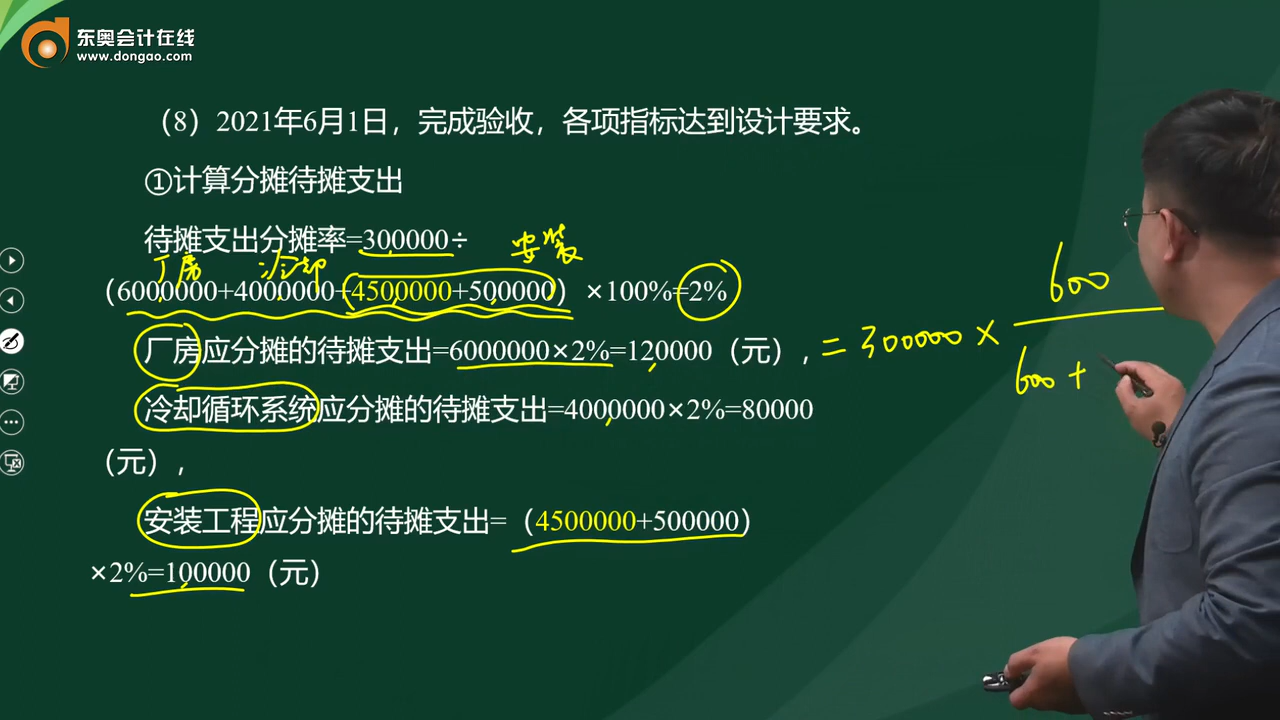 东奥会计在线
www.dongao.com
（8）2021年6月1日，完成验收，各项指标达到设计要求。
①计算分摊待摊支出
待摊支出分摊率=300000÷
安装
厂房 冷却
（6000000+4000000+4500000+500000）×100%=2%
厂房应分摊的待摊支出=6000000×2%=120000（元），
= 300000 × 600
600 +
冷却循环系统应分摊的待摊支出=4000000×2%=80000
（元），
安装工程应分摊的待摊支出=（4500000+500000）
×2%=100000（元）